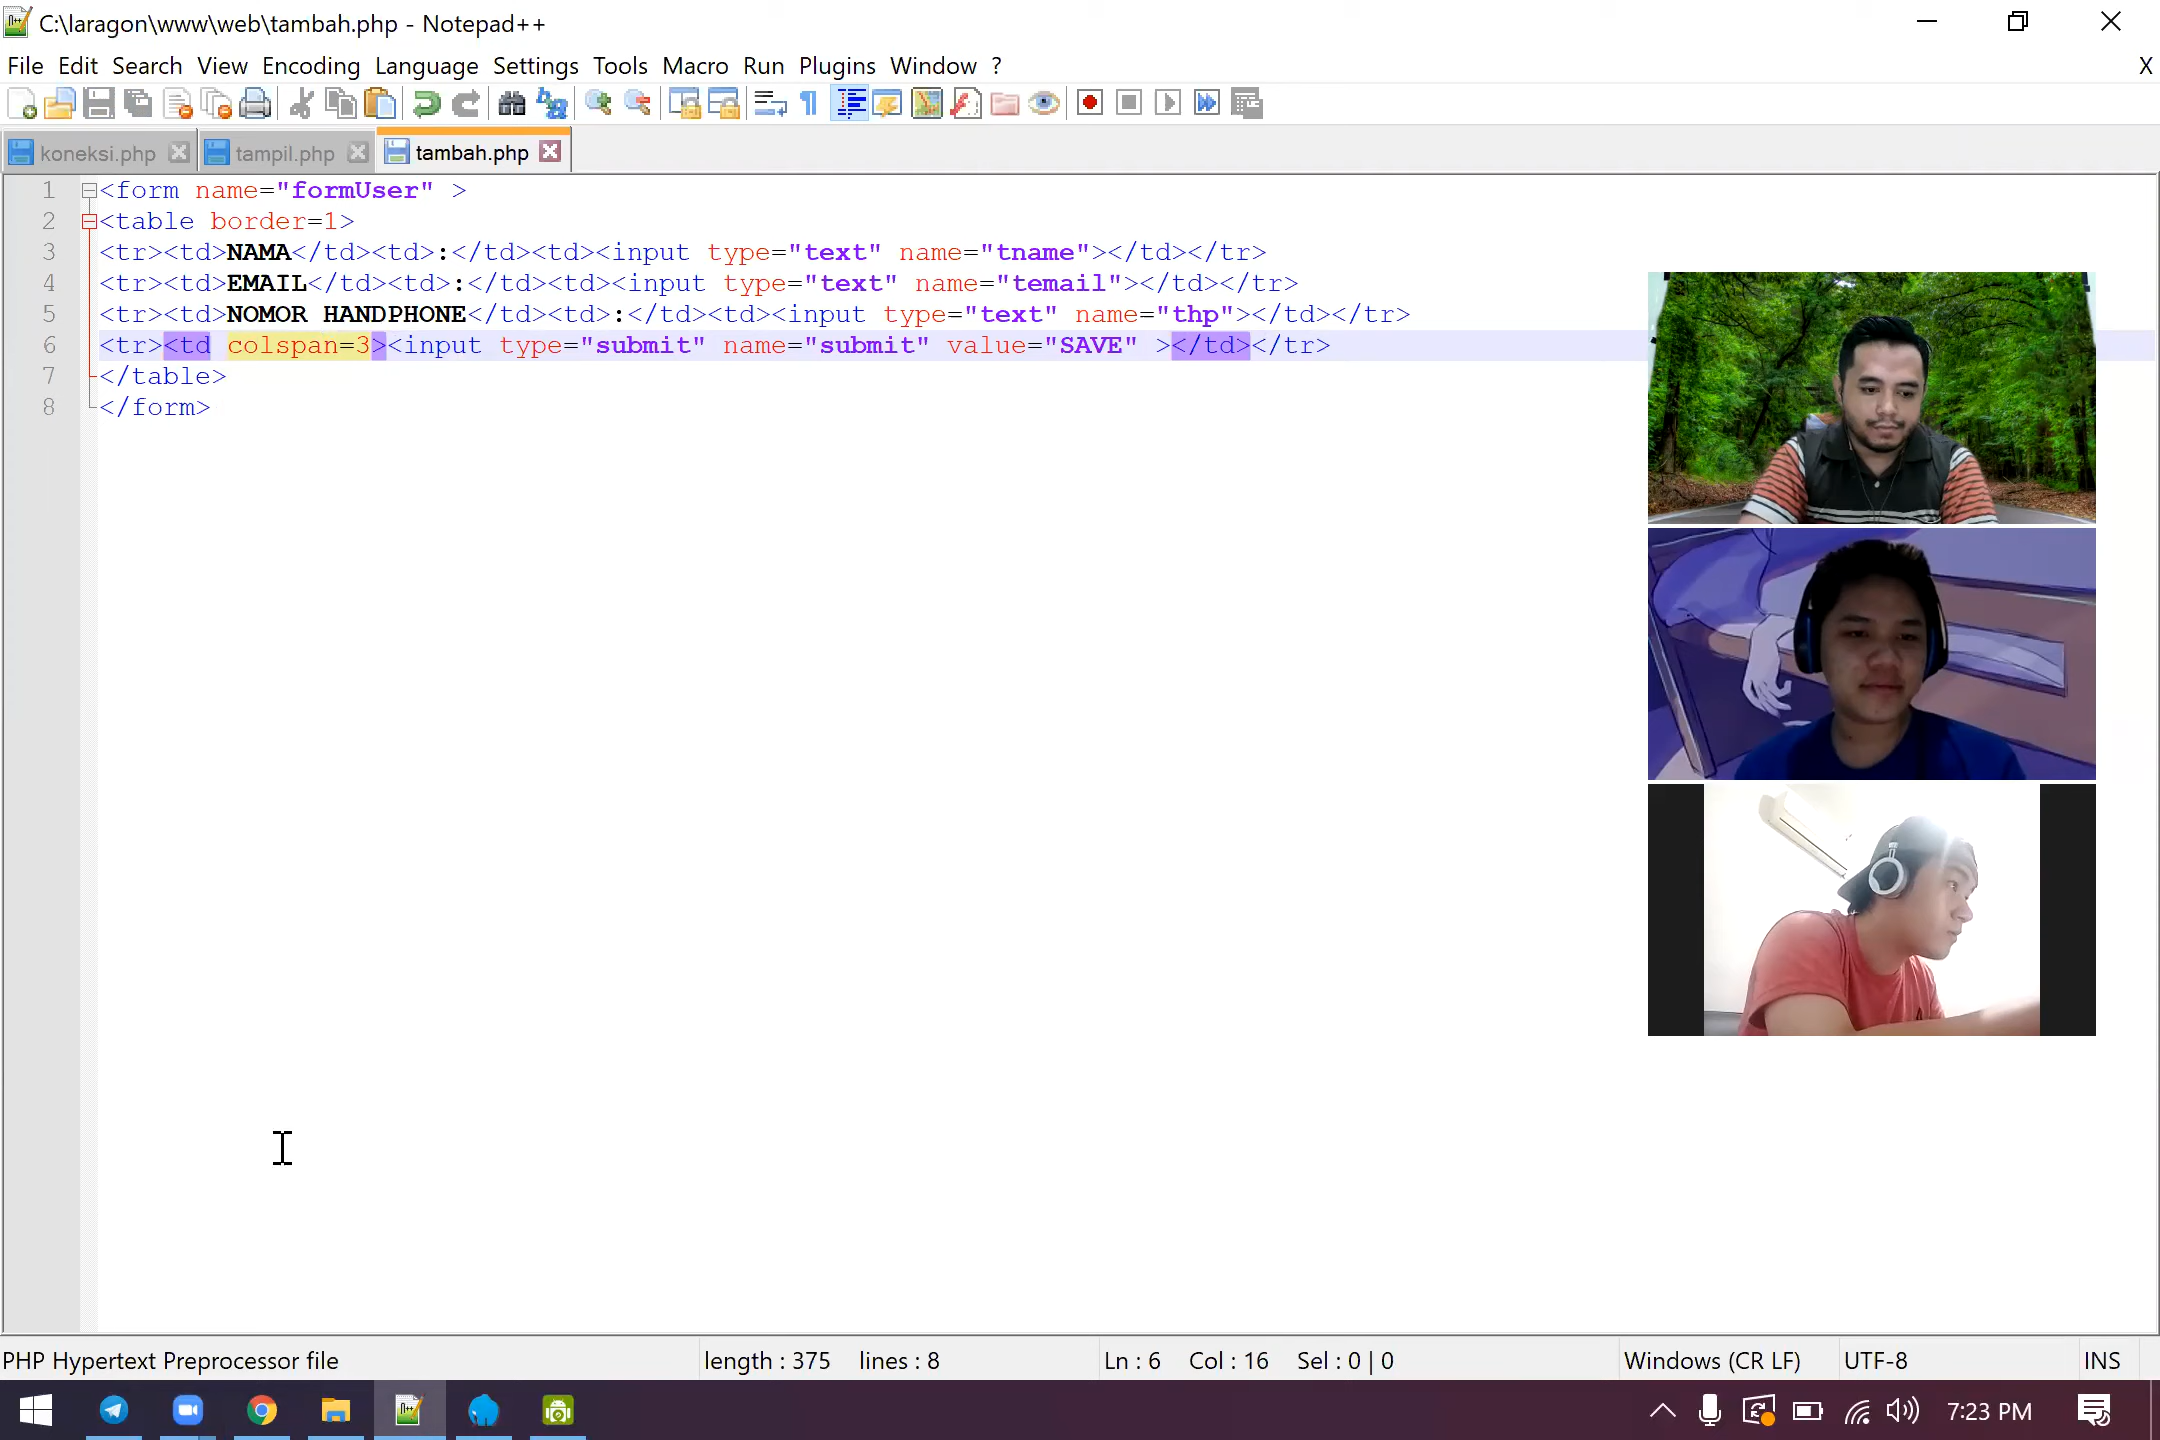 C:\laragon\www\web\tambah.php - Notepad++
File Edit Search View Encoding Language Settings Tools Macro Run Plugins Window ? X
koneksi.php tampil.php tambah.php
1 <form name="formUser" >
2 <table border=1>
3 <tr><td>NAMA</td><td>:</td><td><input type="text" name="tname"></td></tr>
4 <tr><td>EMAIL</td><td>:</td><td><input type="text" name="temail"></td></tr>
5 <tr><td>NOMOR HANDPHONE</td><td>:</td><td><input type="text" name="thp"></td></tr>
6 <tr><td colspan=3><input type="submit" name="submit" value="SAVE" ></td></tr>
7 </table>
8 </form>
PHP Hypertext Preprocessor file length : 375 lines : 8 Ln : 6 Col : 16 Sel : 0 | 0 Windows (CR LF) UTF-8 INS
7:23 PM